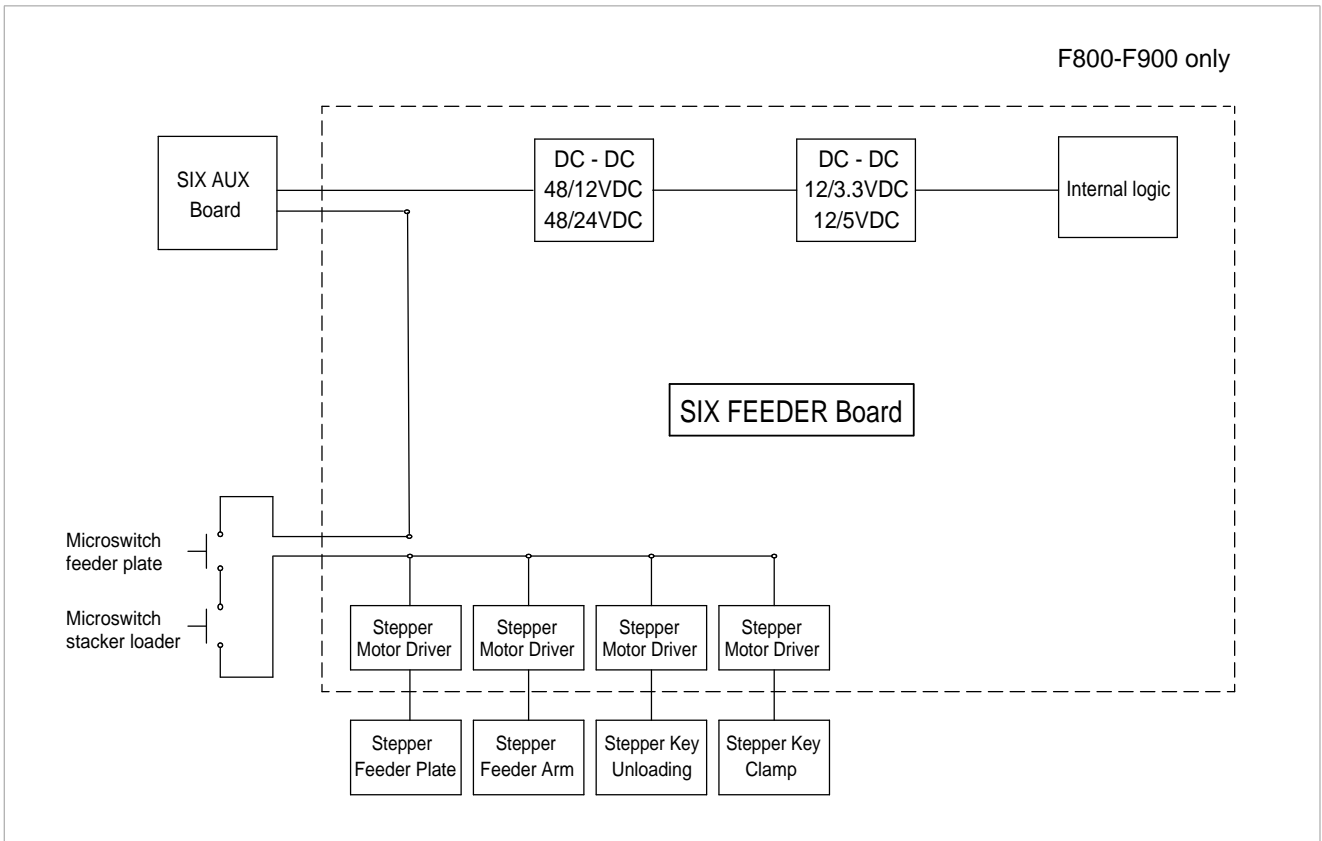 F800-F900 only
SIX AUX
Board
DC - DC
48/12VDC
48/24VDC
DC - DC
12/3.3VDC
12/5VDC
Internal logic
SIX FEEDER Board
Microswitch
feeder plate
Microswitch
stacker loader
Stepper
Motor Driver
Stepper
Motor Driver
Stepper
Motor Driver
Stepper
Motor Driver
Stepper
Feeder Plate
Stepper
Feeder Arm
Stepper Key
Unloading
Stepper Key
Clamp